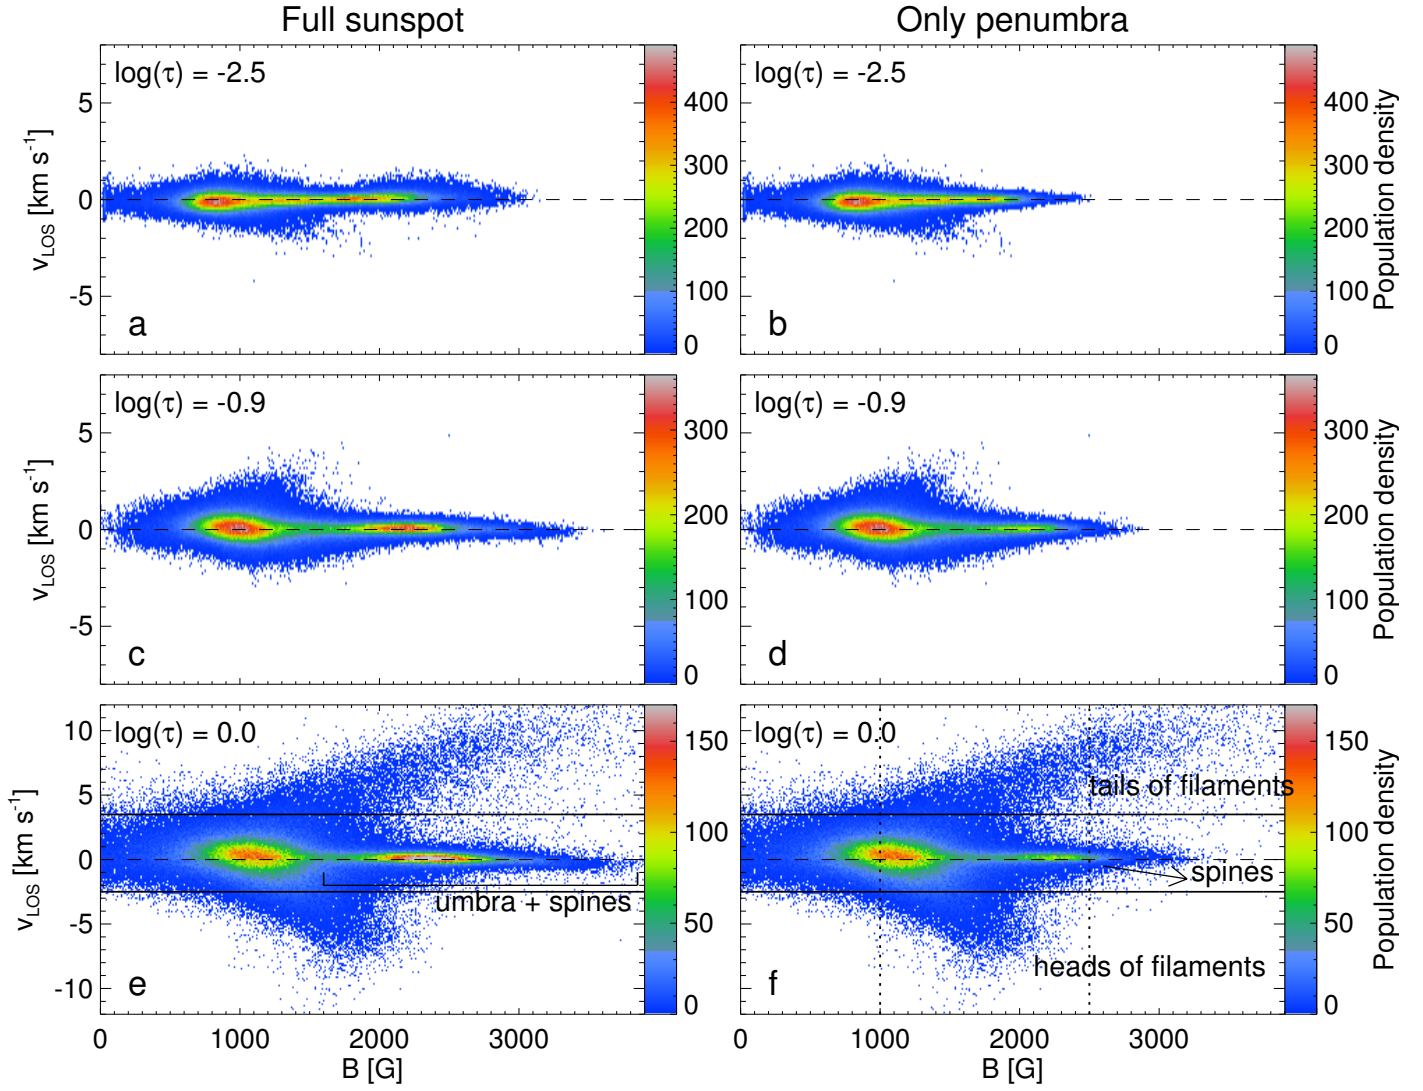 Full sunspot
Only penumbra
log(τ) = -2.5
5
0
-5
v_LOS [km s⁻¹]
a
400
300
200
100
0
log(τ) = -2.5
b
400
300
200
100
0
Population density
log(τ) = -0.9
5
0
-5
v_LOS [km s⁻¹]
c
300
200
100
0
log(τ) = -0.9
d
300
200
100
0
Population density
log(τ) = 0.0
10
5
0
-5
-10
v_LOS [km s⁻¹]
umbra + spines
e
150
100
50
0
0 1000 2000 3000
B [G]
log(τ) = 0.0
tails of filaments
spines
heads of filaments
f
150
100
50
0
Population density
0 1000 2000 3000
B [G]